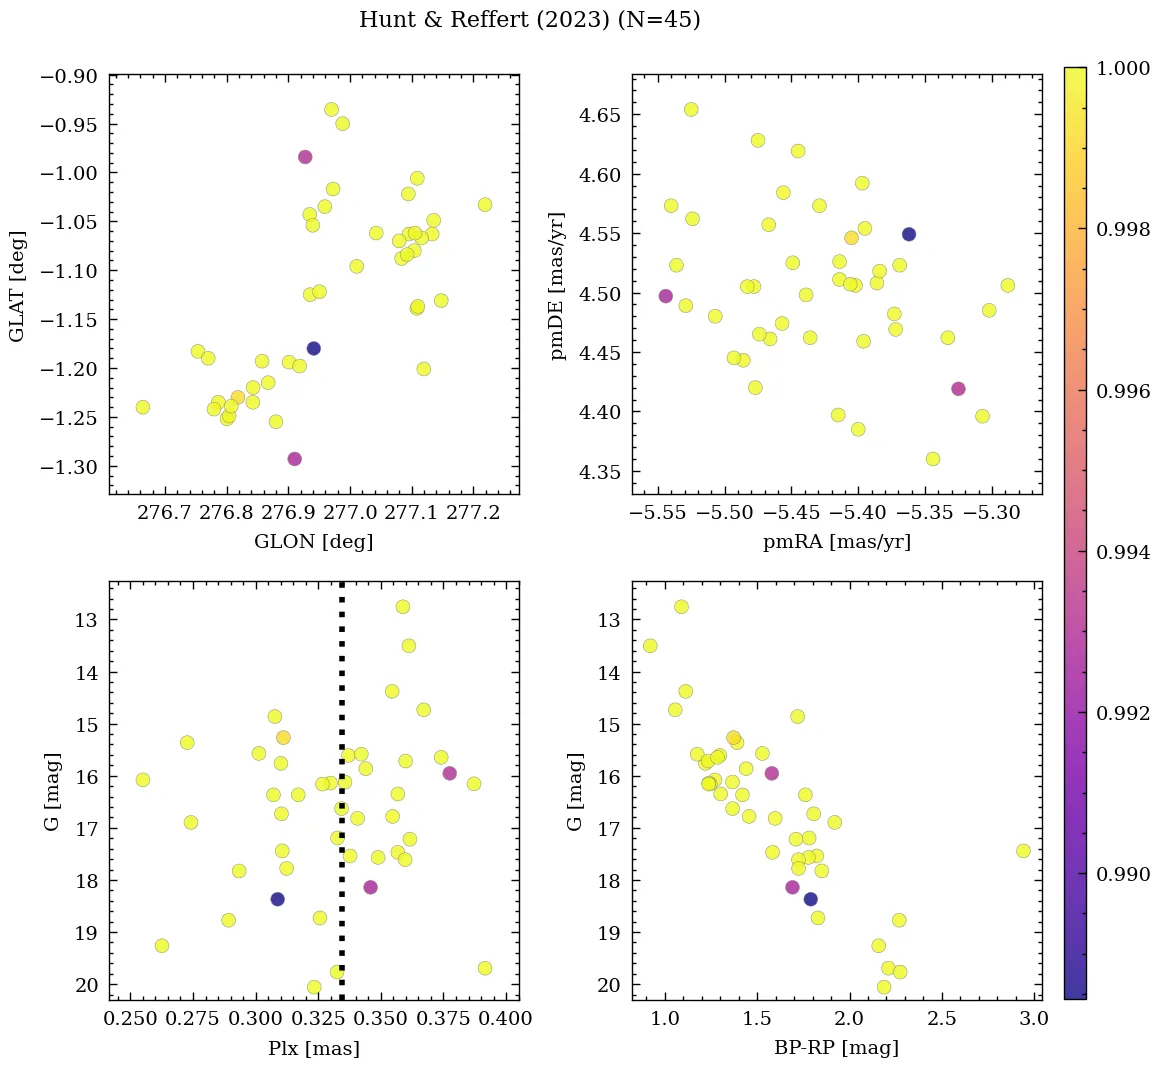 Hunt & Reffert (2023) (N=45)
−0.90
−0.95
−1.00
−1.05
−1.10
−1.15
−1.20
−1.25
−1.30
GLAT [deg]
276.7 276.8 276.9 277.0 277.1 277.2
GLON [deg]
4.65
4.60
4.55
4.50
4.45
4.40
4.35
pmDE [mas/yr]
−5.55 −5.50 −5.45 −5.40 −5.35 −5.30
pmRA [mas/yr]
13
14
15
16
17
18
19
20
G [mag]
0.250 0.275 0.300 0.325 0.350 0.375 0.400
Plx [mas]
13
14
15
16
17
18
19
20
G [mag]
1.0 1.5 2.0 2.5 3.0
BP-RP [mag]
1.000
0.998
0.996
0.994
0.992
0.990